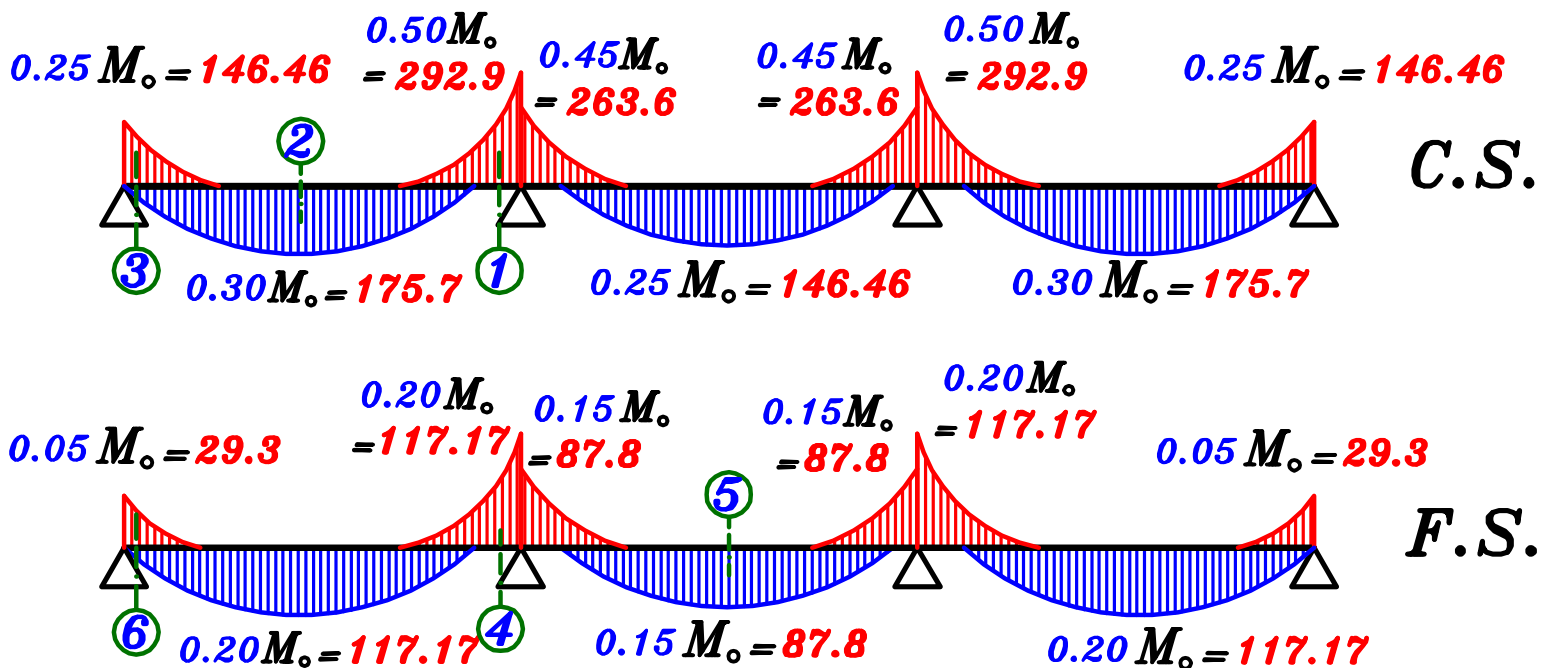 0.25 M₀ = 146.46
0.50 M₀ = 292.9
0.45 M₀ = 263.6
0.45 M₀ = 263.6
0.50 M₀ = 292.9
0.25 M₀ = 146.46
2
C.S.
3
1
0.30 M₀ = 175.7
0.25 M₀ = 146.46
0.30 M₀ = 175.7
0.05 M₀ = 29.3
0.20 M₀ = 117.17
0.15 M₀ = 87.8
0.15 M₀ = 87.8
0.20 M₀ = 117.17
0.05 M₀ = 29.3
5
F.S.
6
4
0.20 M₀ = 117.17
0.15 M₀ = 87.8
0.20 M₀ = 117.17